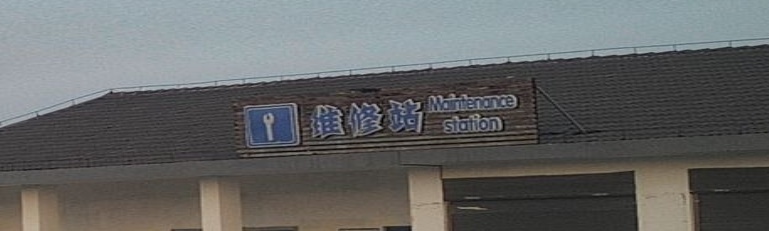 维修站
Maintenance
station